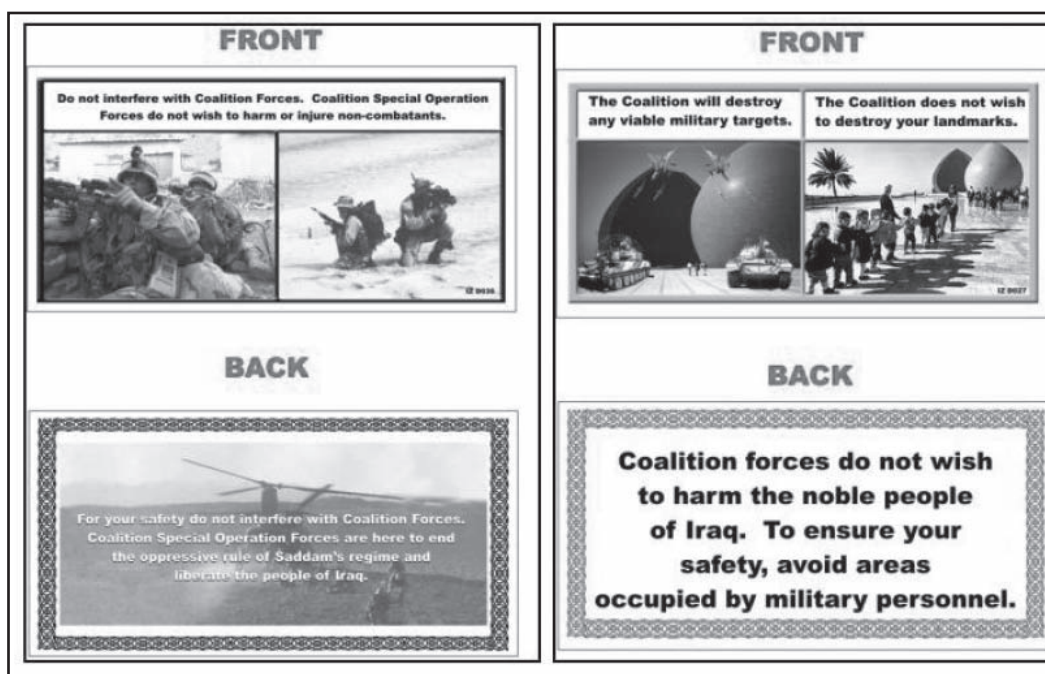 FRONT
Do not interfere with Coalition Forces. Coalition Special Operation
Forces do not wish to harm or injure non-combatants.
IZ D036
BACK
For your safety do not interfere with Coalition Forces.
Coalition Special Operation Forces are here to end
the oppressive rule of Saddam's regime and
liberate the people of Iraq.
FRONT
The Coalition will destroy
any viable military targets.
The Coalition does not wish
to destroy your landmarks.
IZ D027
BACK
Coalition forces do not wish
to harm the noble people
of Iraq. To ensure your
safety, avoid areas
occupied by military personnel.